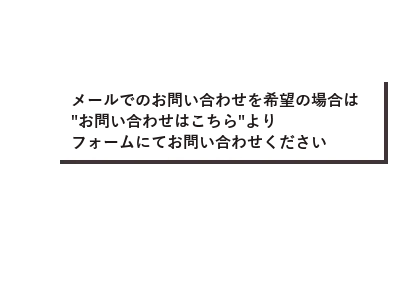 メールでのお問い合わせを希望の場合は
"お問い合わせはこちら"より
フォームにてお問い合わせください